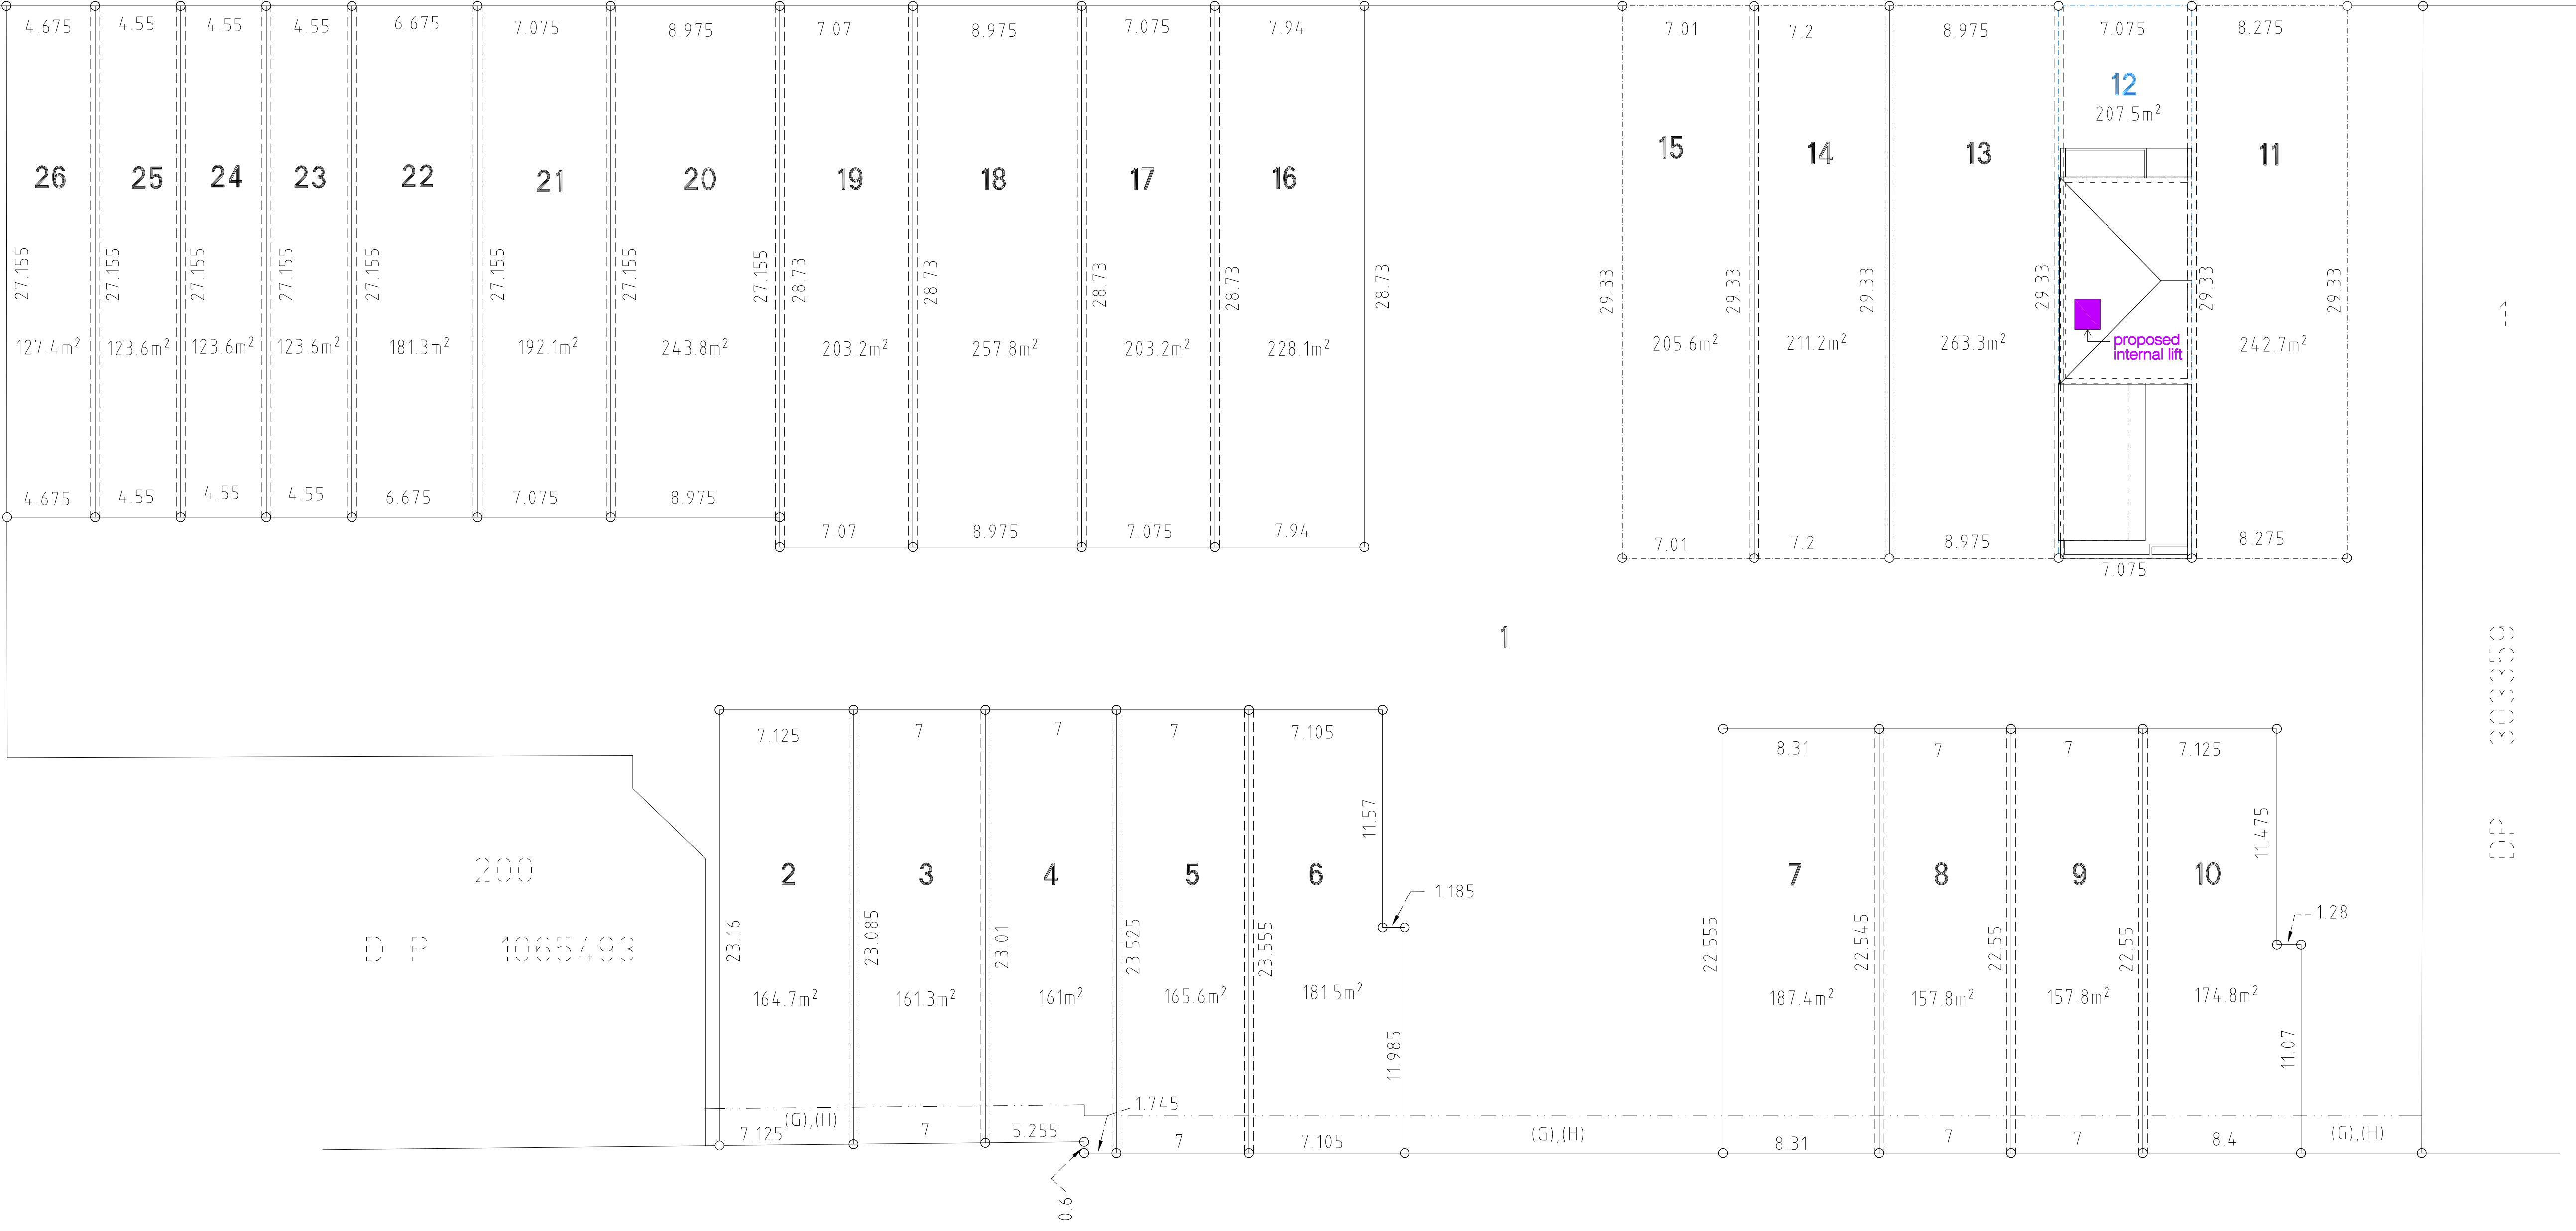 4.675 4.55 4.55 4.55 6.675 7.075 8.975 7.07 8.975 7.075 7.94 7.01 7.2 8.975 7.075 8.275
12
207.5m²
26 25 24 23 22 21 20 19 18 17 16 15 14 13 11
27.155 27.155 27.155 27.155 27.155 27.155 27.155 27.155 28.73 28.73 28.73 28.73 28.73 29.33 29.33 29.33 29.33 29.33 29.33
1
127.4m² 123.6m² 123.6m² 123.6m² 181.3m² 192.1m² 243.8m² 203.2m² 257.8m² 203.2m² 228.1m² 205.6m² 211.2m² 263.3m² 242.7m²
proposed
internal lift
4.675 4.55 4.55 4.55 6.675 7.075 8.975 7.07 8.975 7.075 7.94 7.01 7.2 8.975 7.075 8.275
1
DP 303359
7.125 7 7 7 7.105 8.31 7 7 7.125
11.57 11.475
200
2 3 4 5 6 7 8 9 10
1.185
1.28
D P 1065493
23.16 23.085 23.01 23.525 23.555 22.555 22.545 22.55 22.55
164.7m² 161.3m² 161m² 165.6m² 181.5m² 187.4m² 157.8m² 157.8m² 174.8m²
11.985 11.07
1.745
(G),(H) (G),(H) (G),(H)
7.125 7 5.255 7 7.105 8.31 7 7 8.4
0.6